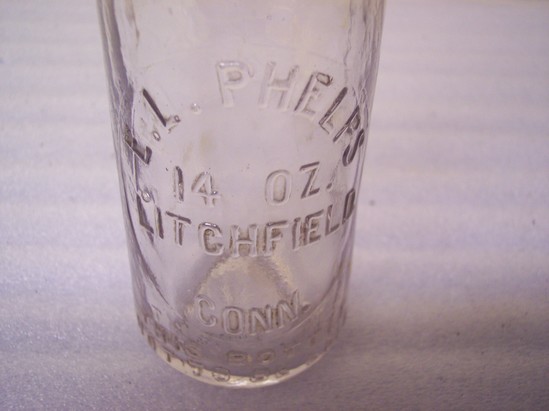 E.L. PHELPS
14 OZ.
LITCHFIELD
CONN.